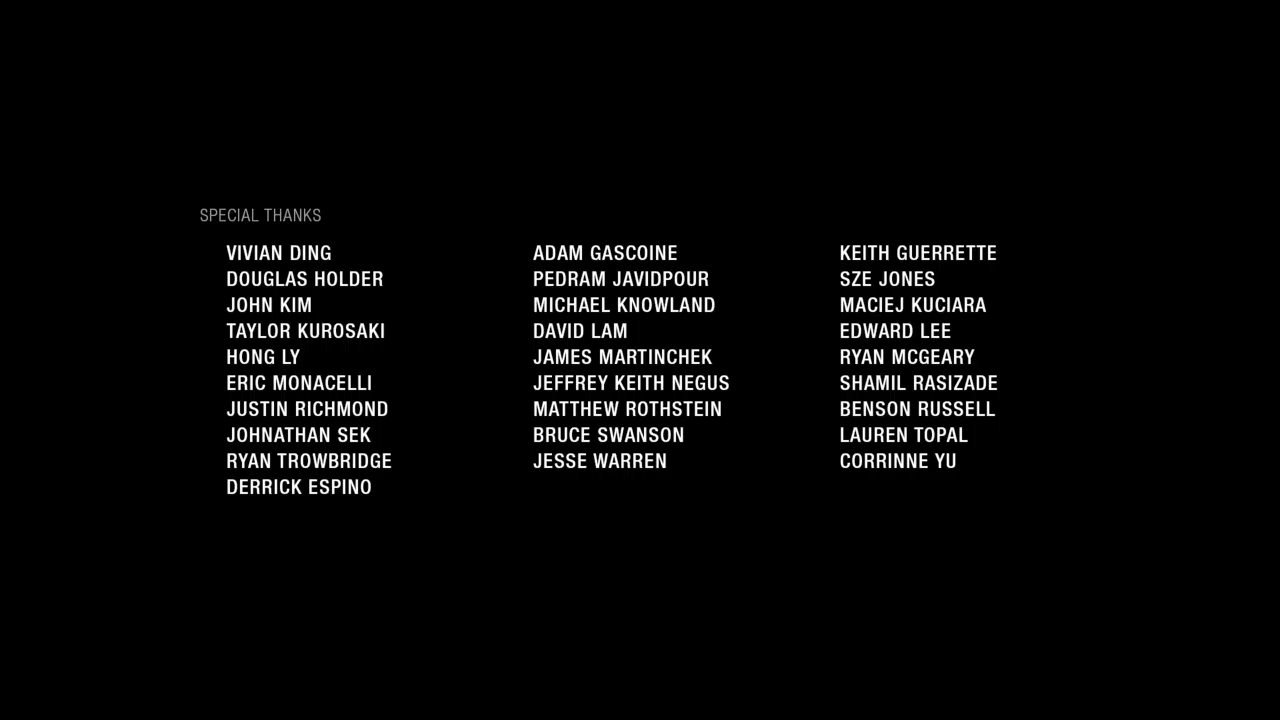 SPECIAL THANKS
VIVIAN DING
DOUGLAS HOLDER
JOHN KIM
TAYLOR KUROSAKI
HONG LY
ERIC MONACELLI
JUSTIN RICHMOND
JOHNATHAN SEK
RYAN TROWBRIDGE
DERRICK ESPINO
ADAM GASCOINE
PEDRAM JAVIDPOUR
MICHAEL KNOWLAND
DAVID LAM
JAMES MARTINCHEK
JEFFREY KEITH NEGUS
MATTHEW ROTHSTEIN
BRUCE SWANSON
JESSE WARREN
KEITH GUERRETTE
SZE JONES
MACIEJ KUCIARA
EDWARD LEE
RYAN MCGEARY
SHAMIL RASIZADE
BENSON RUSSELL
LAUREN TOPAL
CORRINNE YU